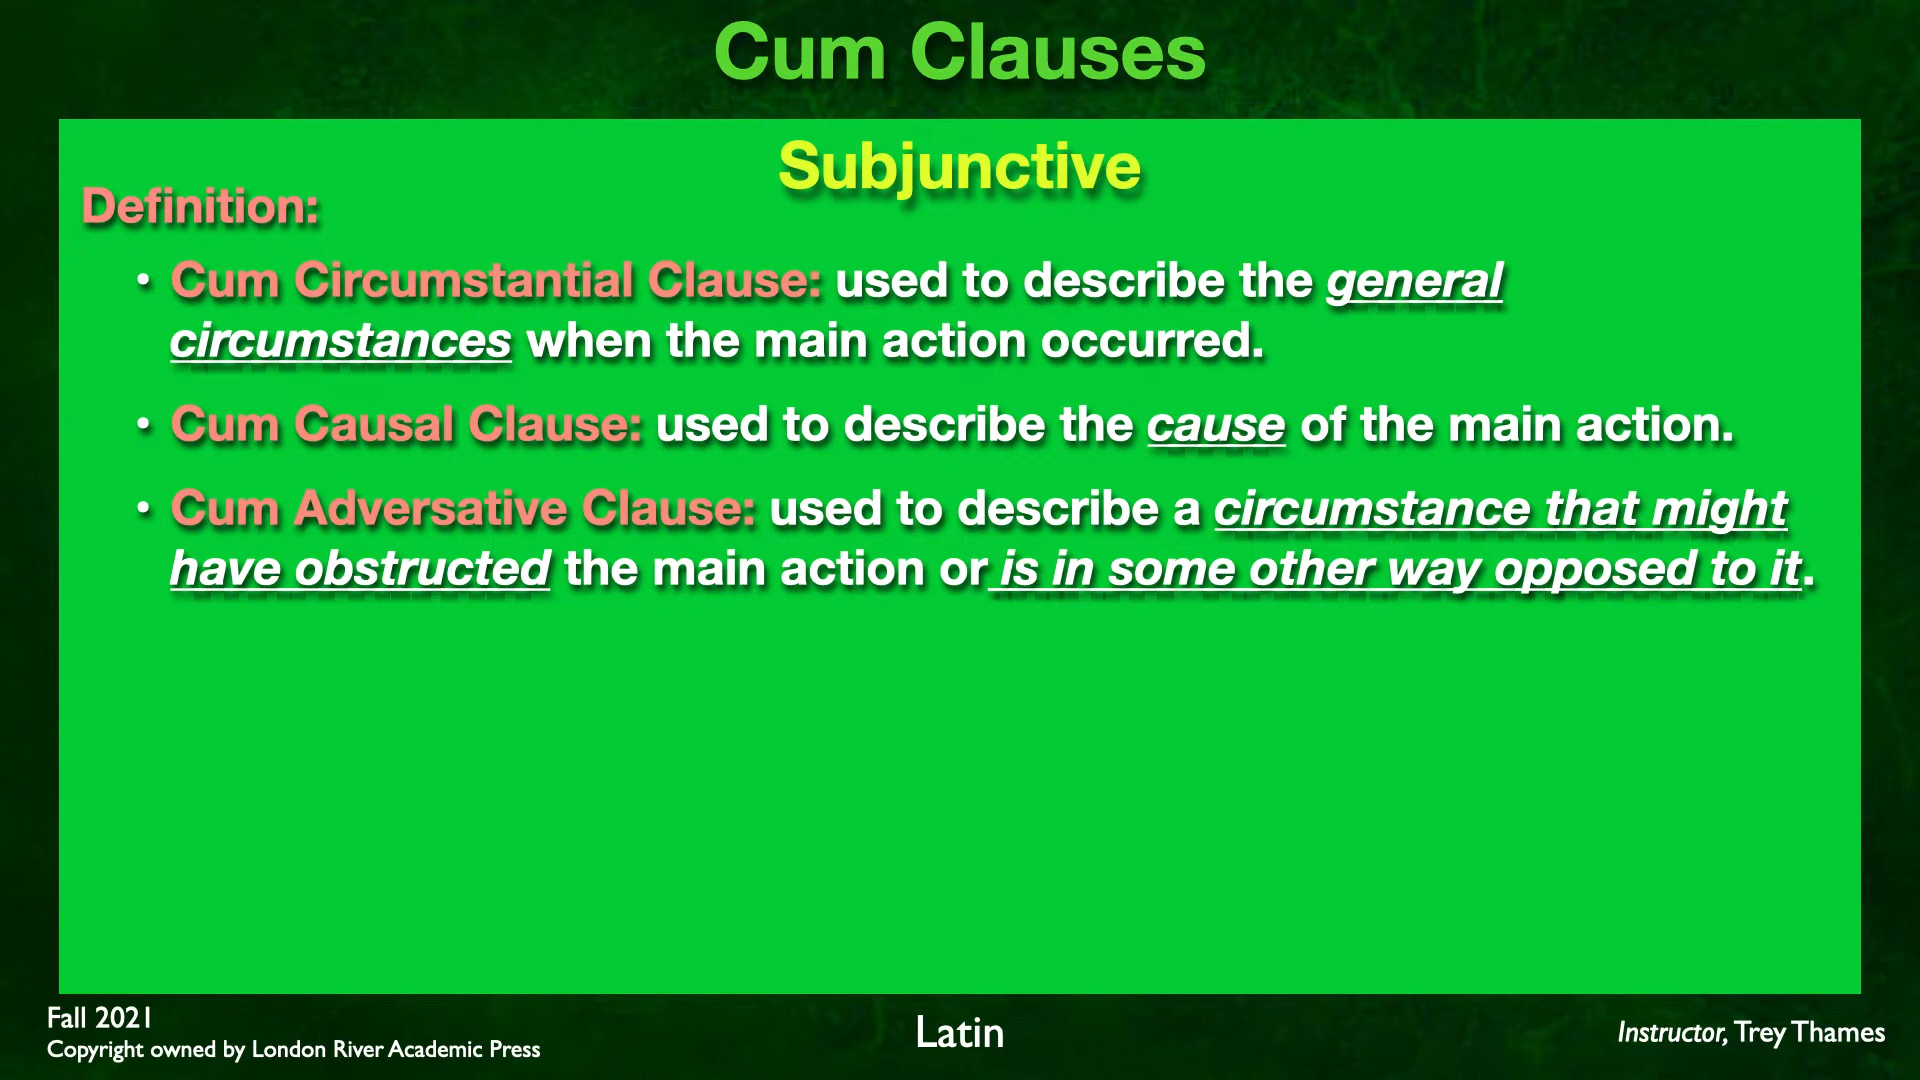 Cum Clauses
Subjunctive
Definition:
• Cum Circumstantial Clause: used to describe the general
circumstances when the main action occurred.
• Cum Causal Clause: used to describe the cause of the main action.
• Cum Adversative Clause: used to describe a circumstance that might
have obstructed the main action or is in some other way opposed to it.
Fall 2021
Copyright owned by London River Academic Press
Latin
Instructor, Trey Thames